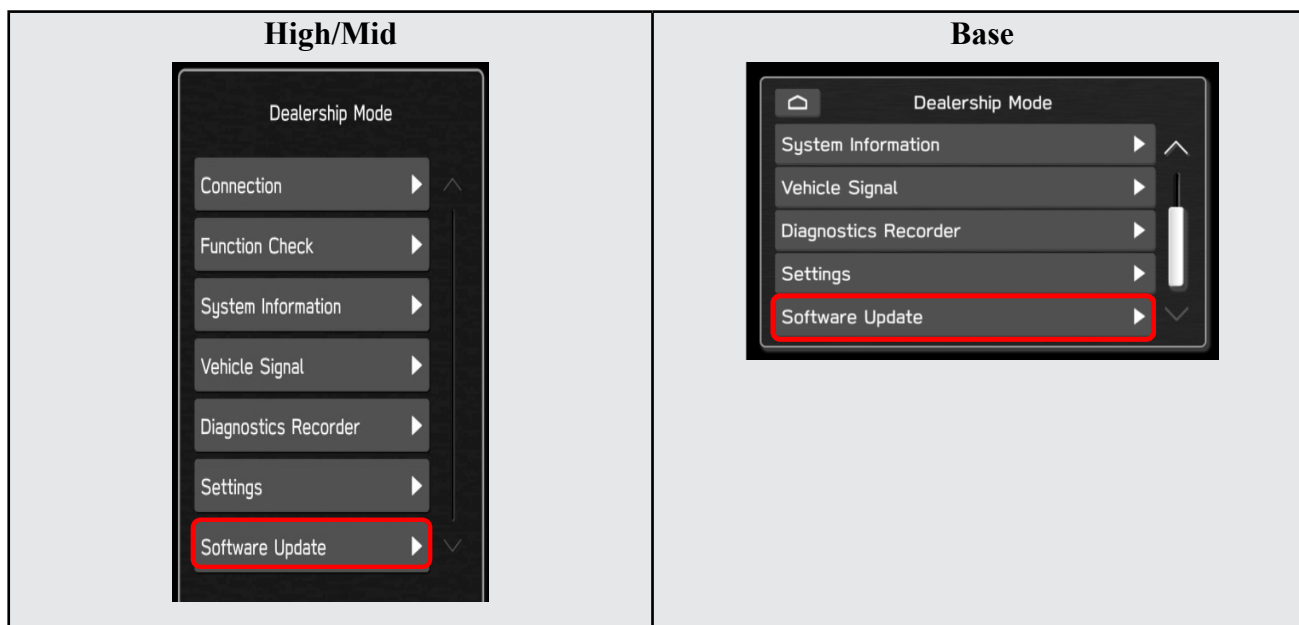 High/Mid
Dealership Mode
Connection
Function Check
System Information
Vehicle Signal
Diagnostics Recorder
Settings
Software Update
Base
Dealership Mode
System Information
Vehicle Signal
Diagnostics Recorder
Settings
Software Update